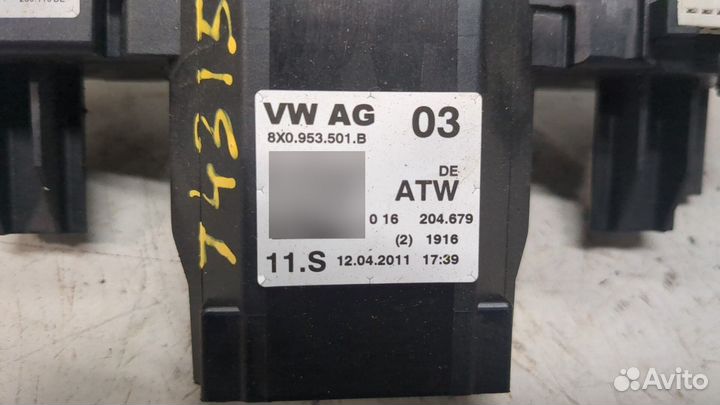 T4315
VW AG 03
8X0.953.501.B
DE
ATW
0 16 204.679
(2) 1916
11.S 12.04.2011 17:39
Avito